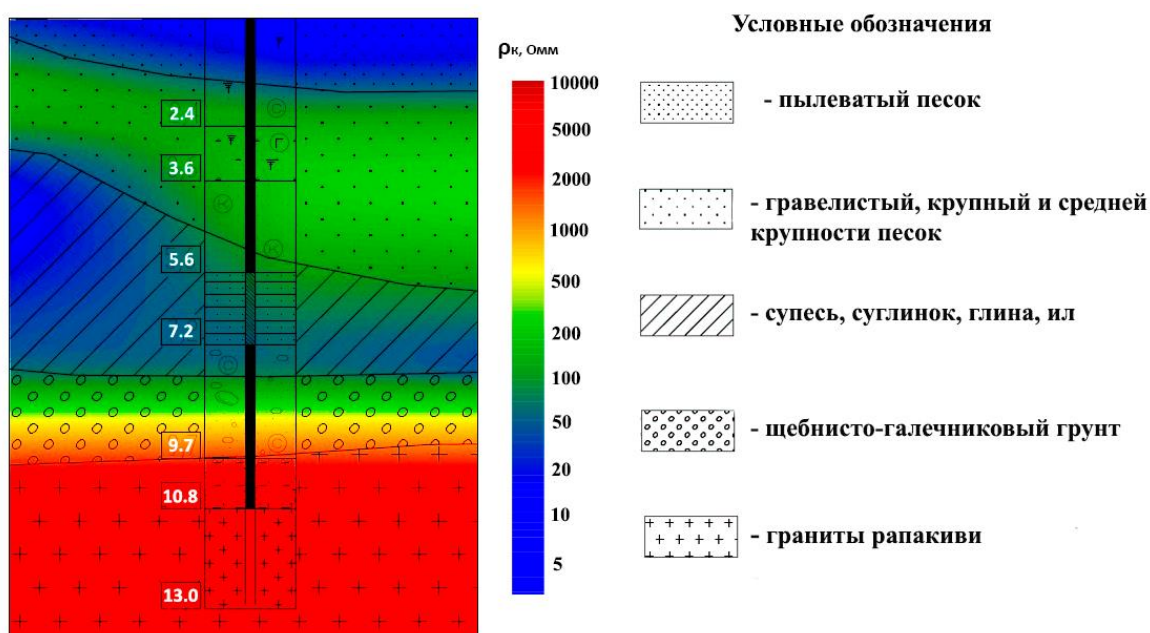 Условные обозначения
ρк, Омм
10000
5000
2000
1000
500
200
100
50
20
10
5
2.4
3.6
5.6
7.2
9.7
10.8
13.0
С
Г
К
К
С
С
- пылеватый песок
- гравелистый, крупный и средней
крупности песок
- супесь, суглинок, глина, ил
- щебнисто-галечниковый грунт
- граниты рапакиви